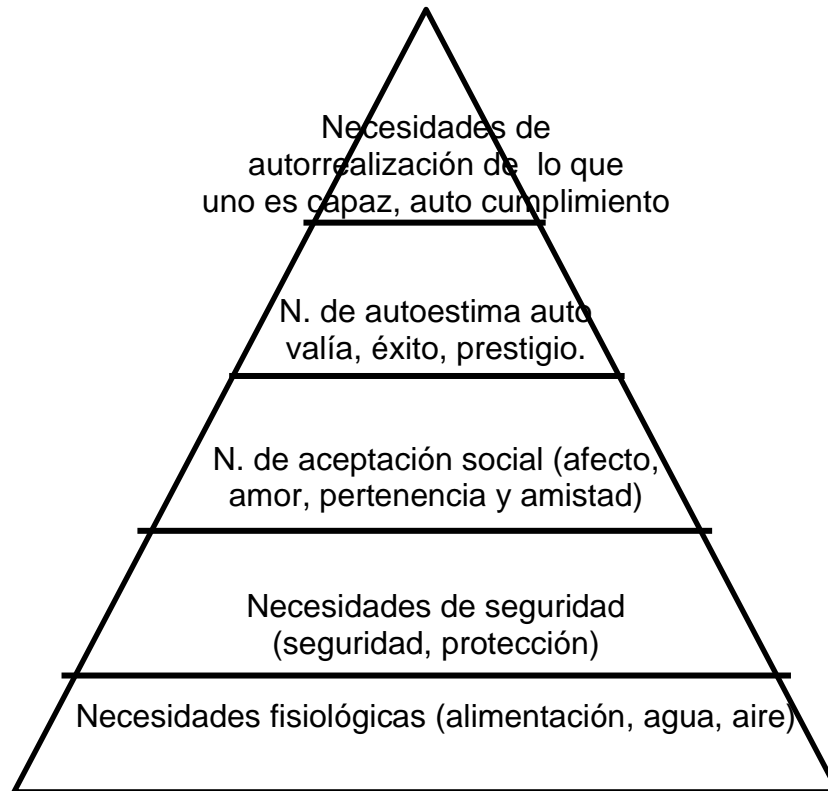 Necesidades de
autorrealización de lo que
uno es capaz, auto cumplimiento
N. de autoestima auto
valía, éxito, prestigio.
N. de aceptación social (afecto,
amor, pertenencia y amistad)
Necesidades de seguridad
(seguridad, protección)
Necesidades fisiológicas (alimentación, agua, aire)